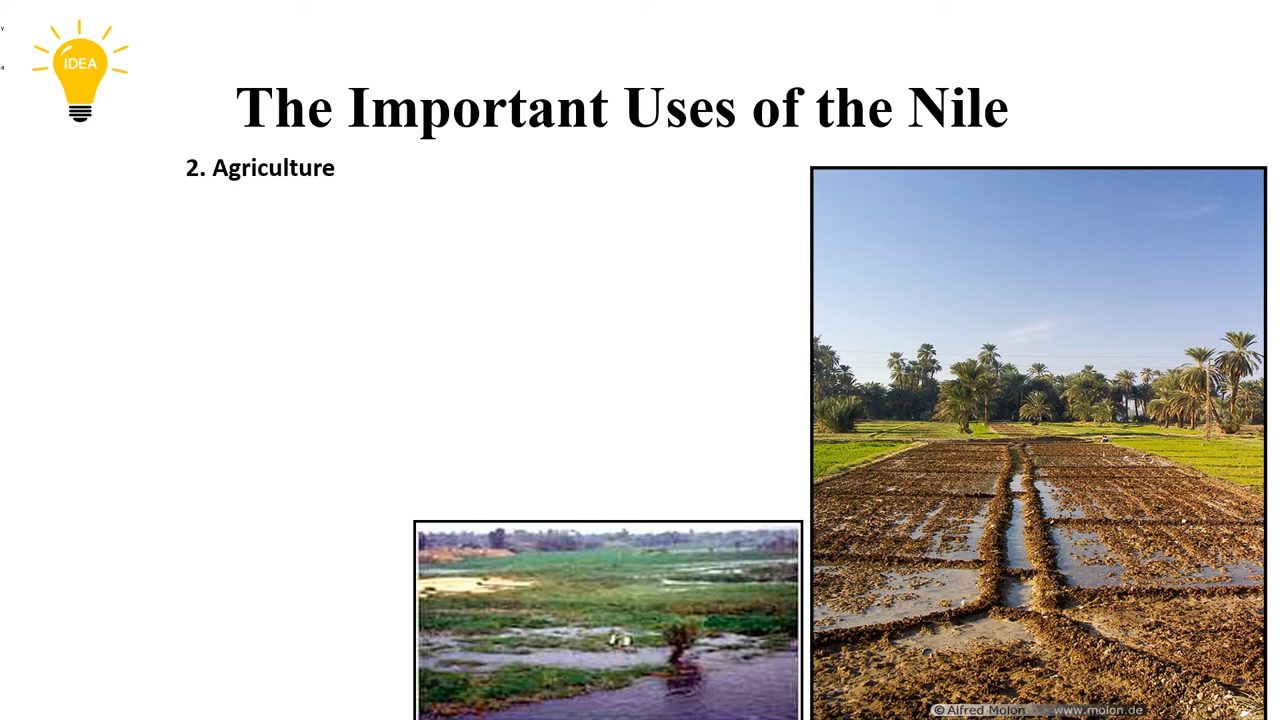 IDEA
The Important Uses of the Nile
2. Agriculture
© Alfred Molon www.molon.de